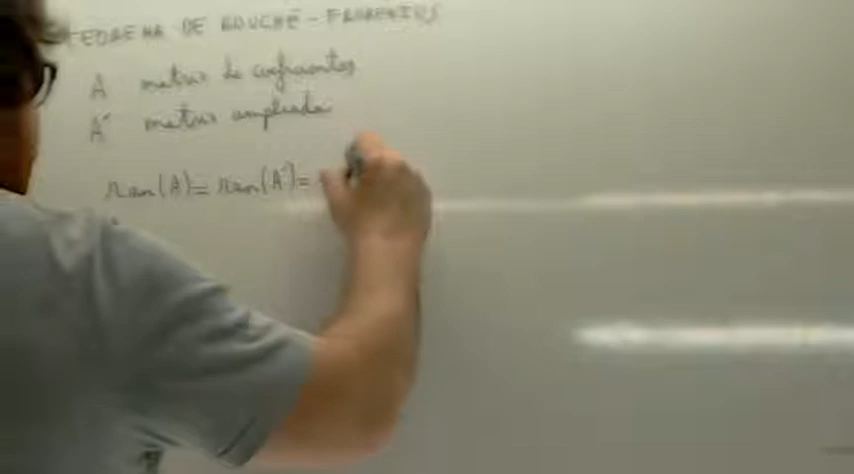 TEOREMA DE ROUCHÉ - FROBENIUS
A matriz de coeficientes
A* matriz ampliada
ran(A) = ran(A*) =